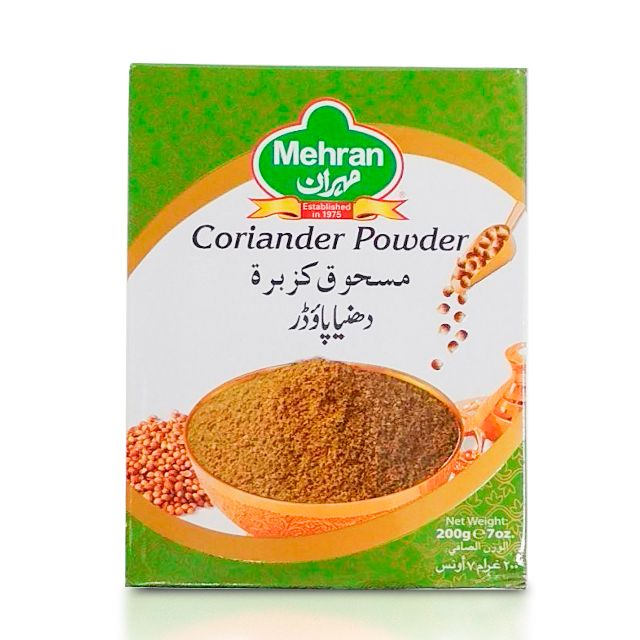 Mehran
مہران
®
Established
in 1975
Coriander Powder
مسحوق كزبرة
دھنیا پاؤڈر
Net Weight:
200g ℮ 7oz.
الوزن الصافي
٢٠٠ غرام ٧ أونس